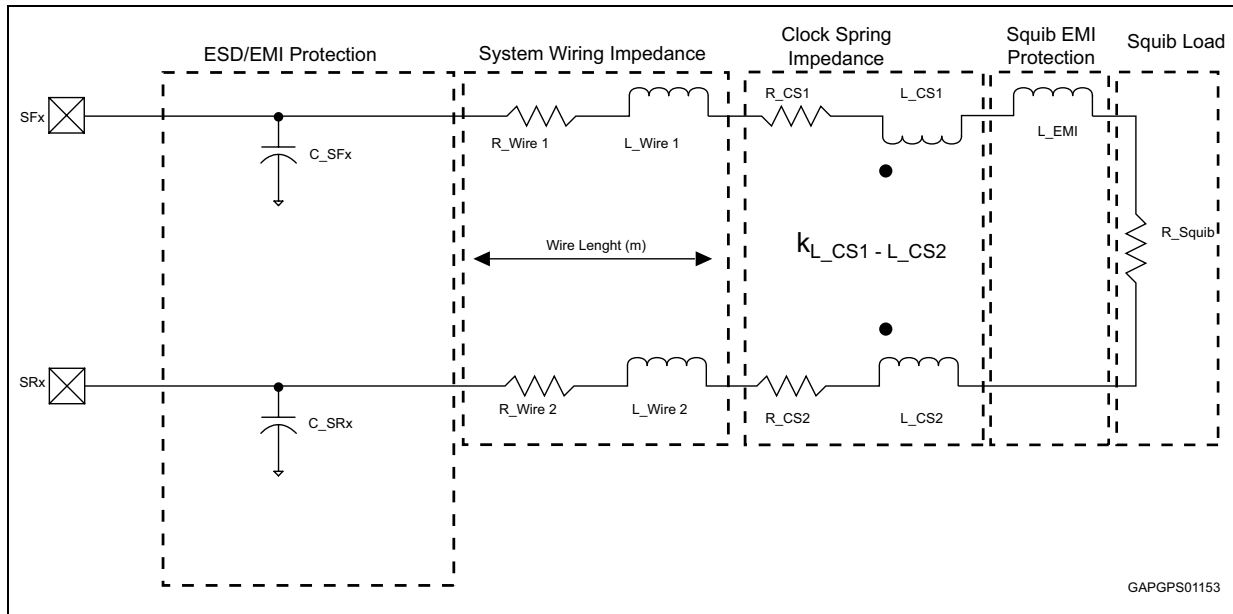 ESD/EMI Protection
System Wiring Impedance
Clock Spring
Impedance
Squib EMI
Protection
Squib Load
SFx
C_SFx
R_Wire 1
L_Wire 1
R_CS1
L_CS1
L_EMI
R_Squib
Wire Lenght (m)
kL_CS1 - L_CS2
SRx
C_SRx
R_Wire 2
L_Wire 2
R_CS2
L_CS2
GAPGPS01153